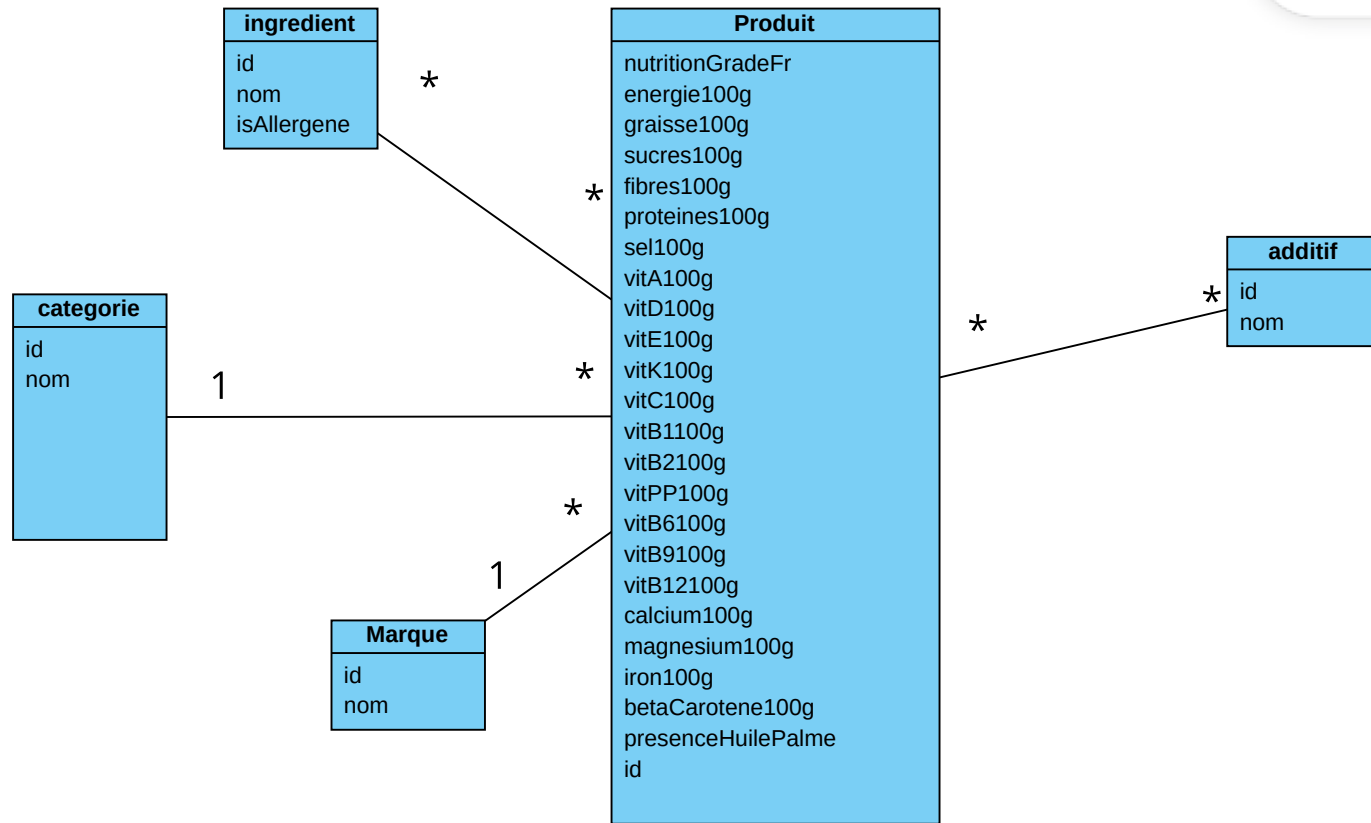 ingredient
id
nom
isAllergene
*
*
Produit
nutritionGradeFr
energie100g
graisse100g
sucres100g
fibres100g
proteines100g
sel100g
vitA100g
vitD100g
vitE100g
vitK100g
vitC100g
vitB1100g
vitB2100g
vitPP100g
vitB6100g
vitB9100g
vitB12100g
calcium100g
magnesium100g
iron100g
betaCarotene100g
presenceHuilePalme
id
additif
id
nom
*
*
categorie
id
nom
1
*
Marque
id
nom
1
*